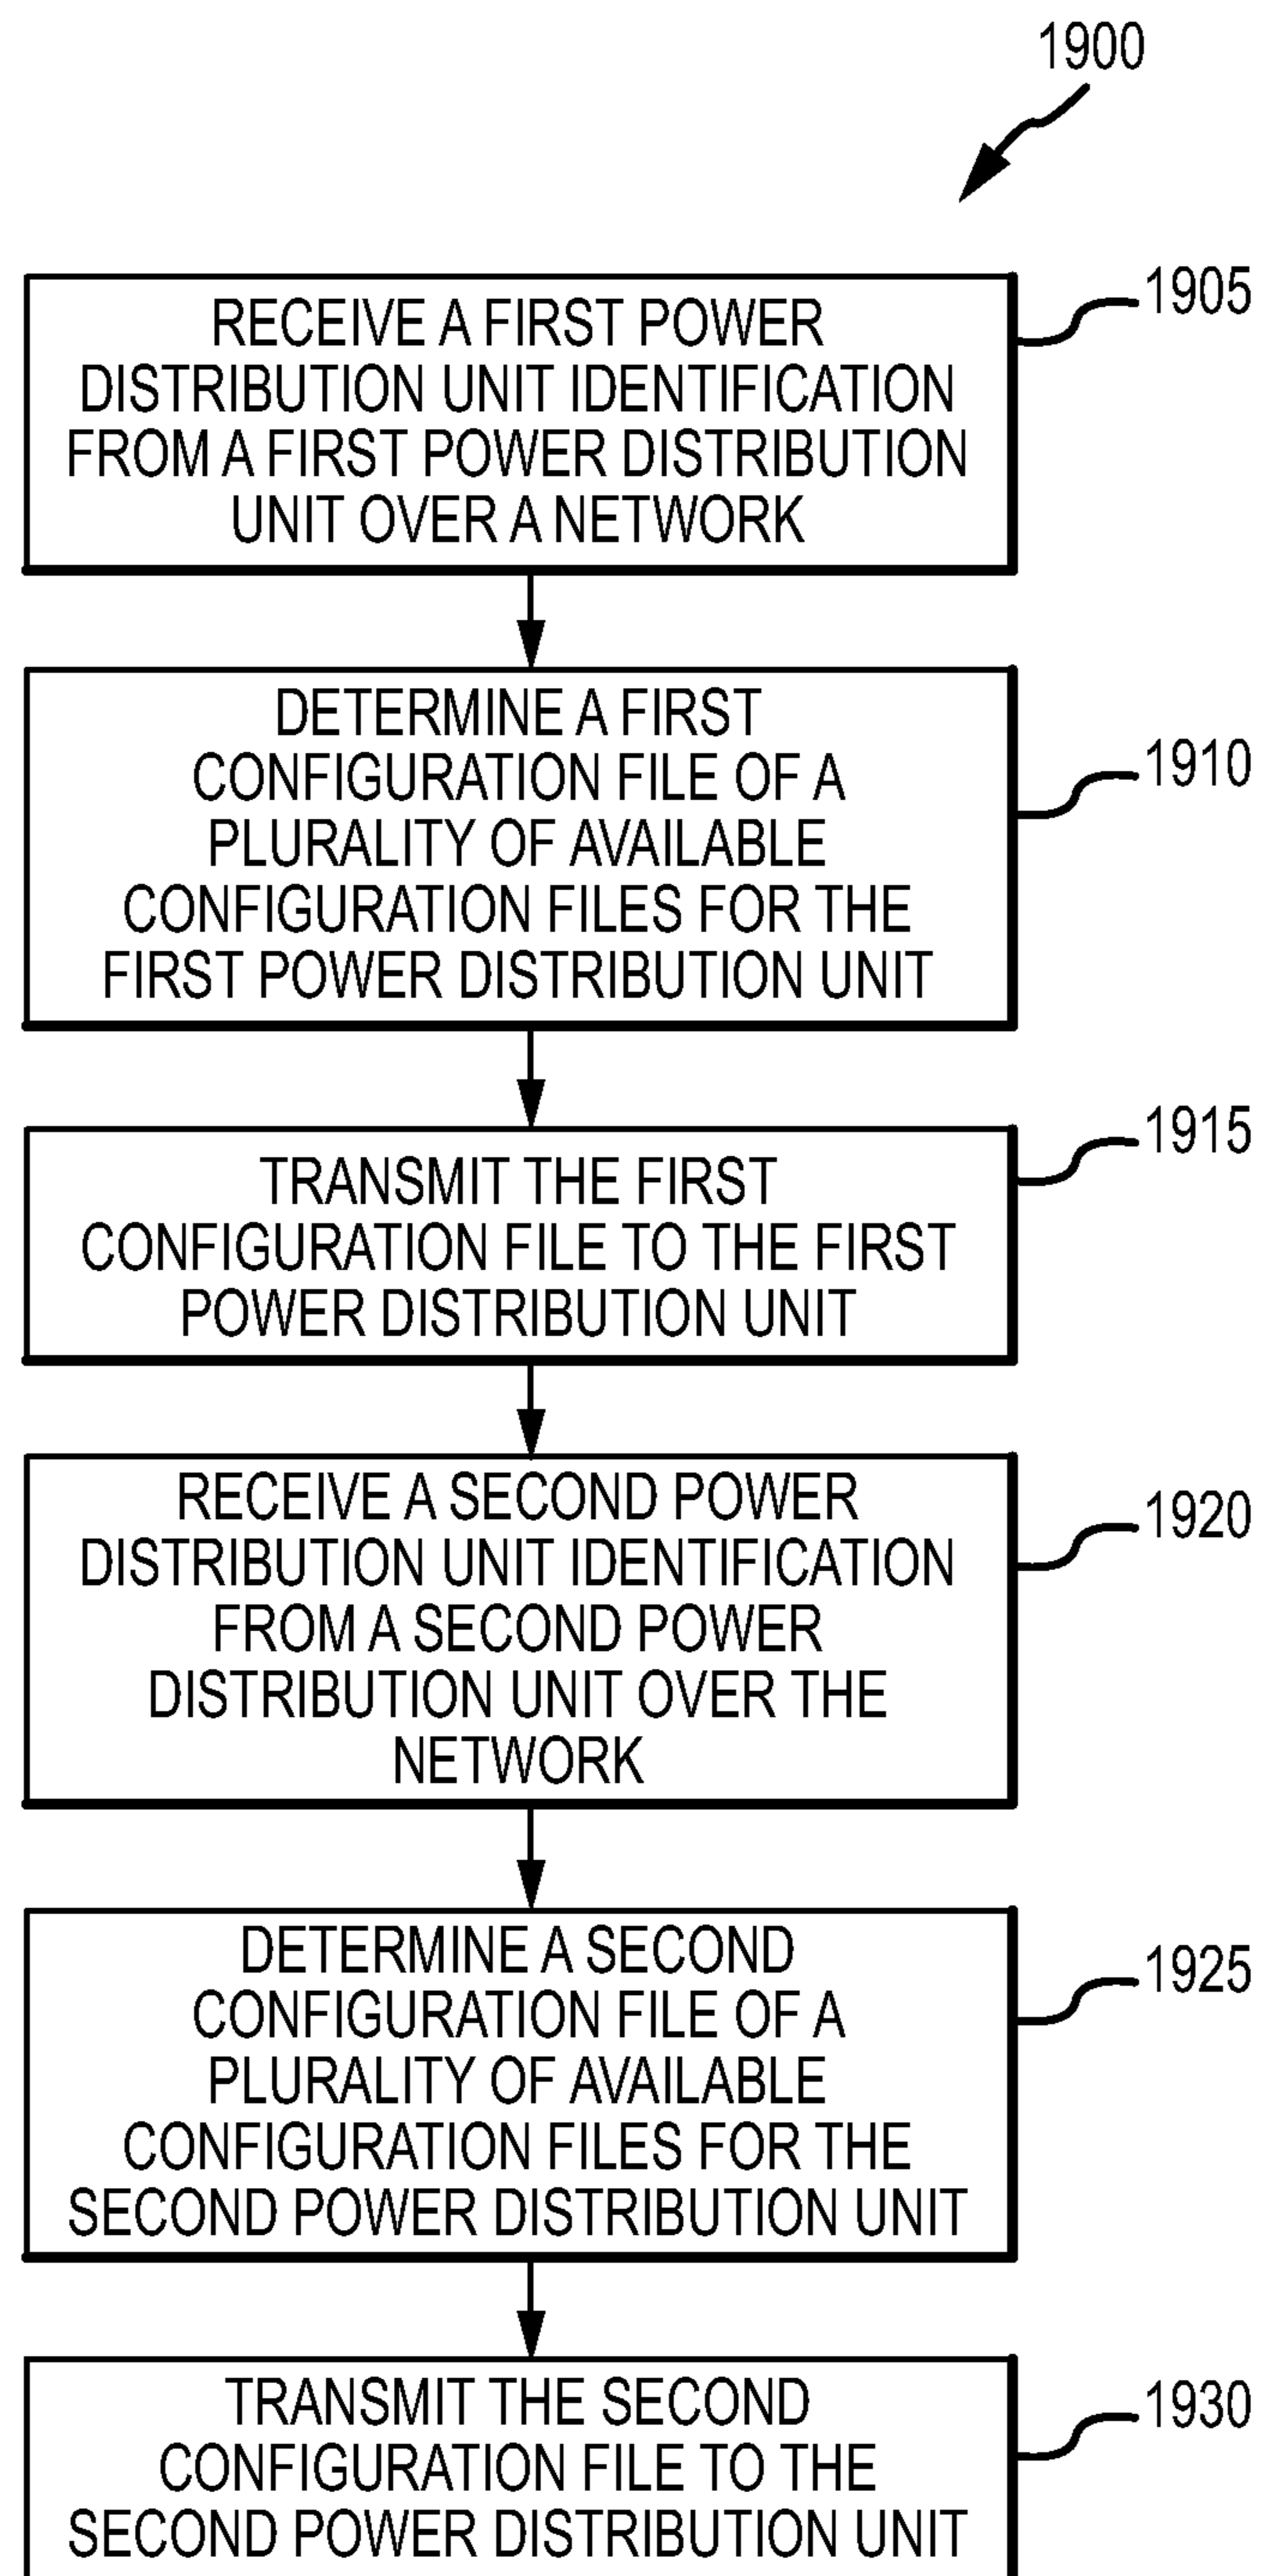 1900
1905
RECEIVE A FIRST POWER
DISTRIBUTION UNIT IDENTIFICATION
FROM A FIRST POWER DISTRIBUTION
UNIT OVER A NETWORK
1910
DETERMINE A FIRST
CONFIGURATION FILE OF A
PLURALITY OF AVAILABLE
CONFIGURATION FILES FOR THE
FIRST POWER DISTRIBUTION UNIT
1915
TRANSMIT THE FIRST
CONFIGURATION FILE TO THE FIRST
POWER DISTRIBUTION UNIT
1920
RECEIVE A SECOND POWER
DISTRIBUTION UNIT IDENTIFICATION
FROM A SECOND POWER
DISTRIBUTION UNIT OVER THE
NETWORK
1925
DETERMINE A SECOND
CONFIGURATION FILE OF A
PLURALITY OF AVAILABLE
CONFIGURATION FILES FOR THE
SECOND POWER DISTRIBUTION UNIT
1930
TRANSMIT THE SECOND
CONFIGURATION FILE TO THE
SECOND POWER DISTRIBUTION UNIT